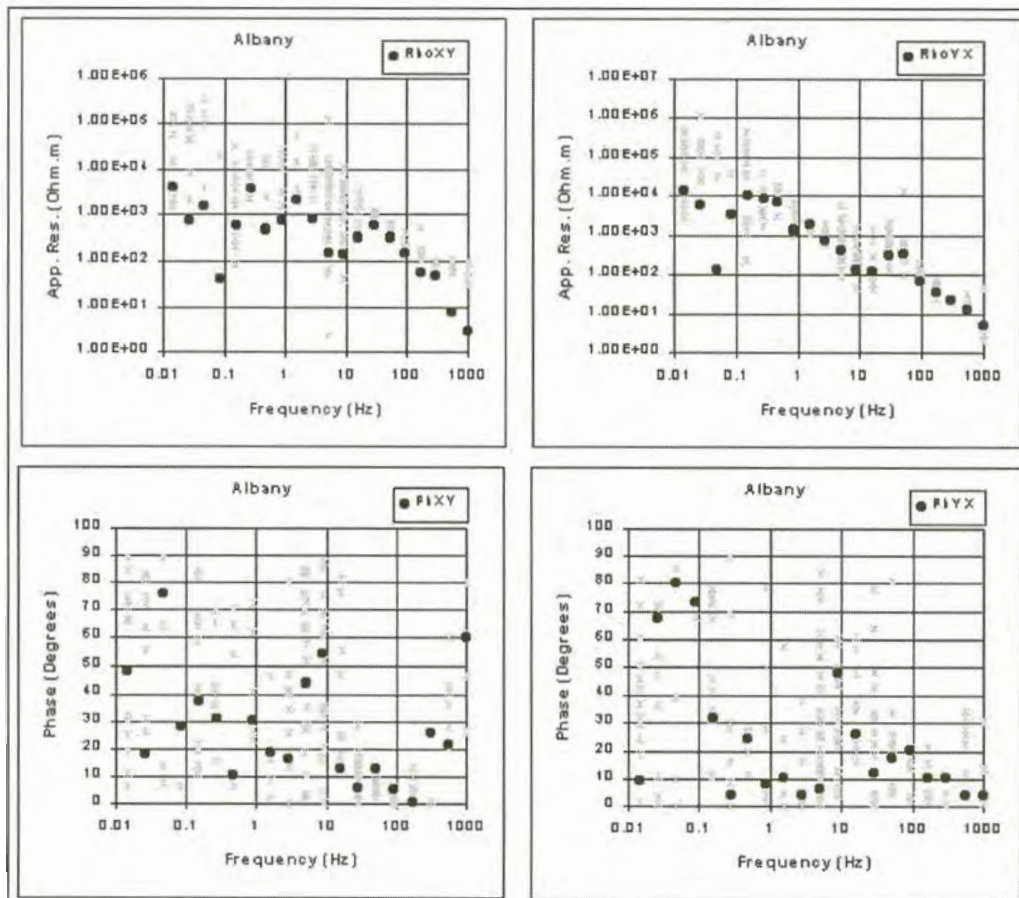 Albany
RhoXY
1.00E+06
1.00E+05
1.00E+04
1.00E+03
1.00E+02
1.00E+01
1.00E+00
App. Res. (Ohm.m)
0.01 0.1 1 10 100 1000
Frequency (Hz)
Albany
RhoYX
1.00E+07
1.00E+06
1.00E+05
1.00E+04
1.00E+03
1.00E+02
1.00E+01
1.00E+00
App. Res. (Ohm.m)
0.01 0.1 1 10 100 1000
Frequency (Hz)
Albany
PhXY
100
90
80
70
60
50
40
30
20
10
0
Phase (Degrees)
0.01 0.1 1 10 100 1000
Frequency (Hz)
Albany
PhYX
100
90
80
70
60
50
40
30
20
10
0
Phase (Degrees)
0.01 0.1 1 10 100 1000
Frequency (Hz)